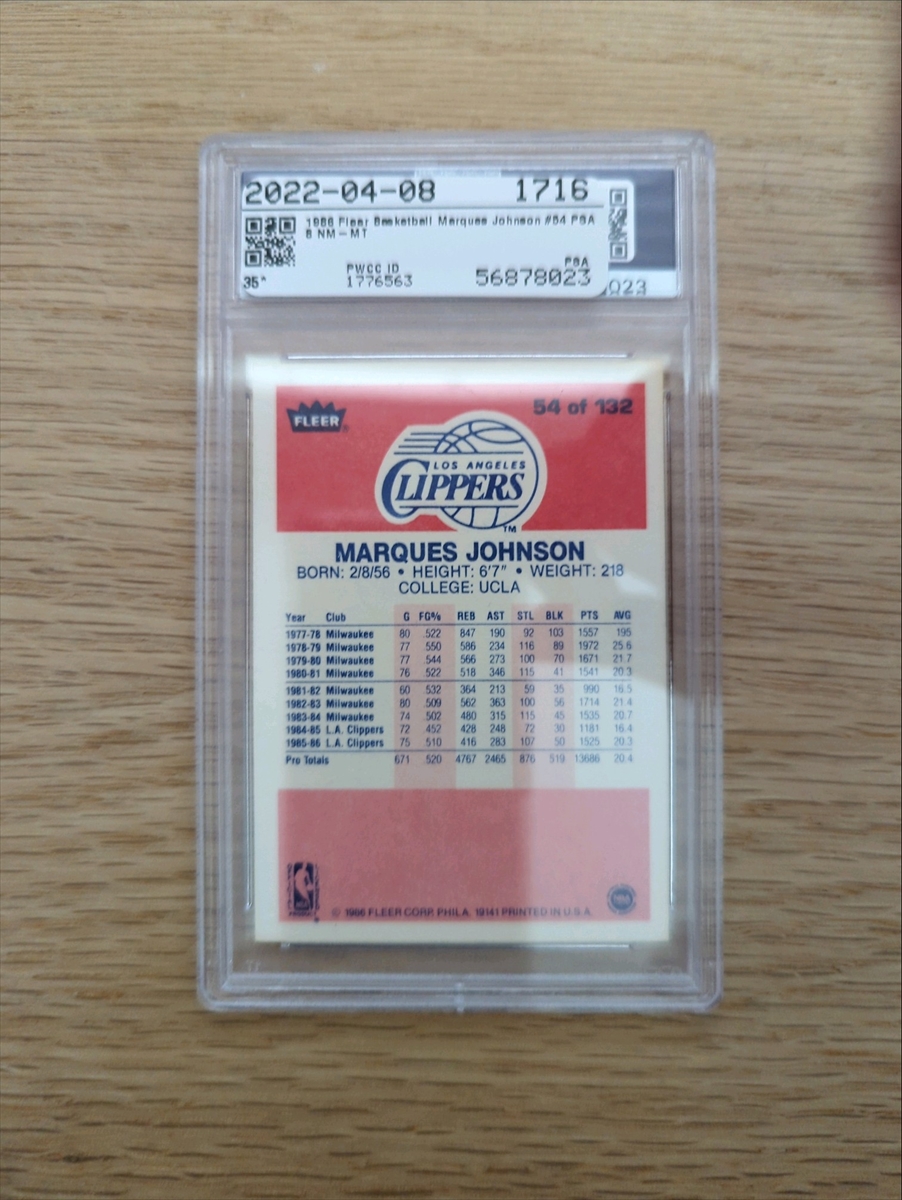 2022-04-08 1716
1986 Fleer Basketball Marques Johnson #54 PSA
8 NM-MT
PSA
PWCC ID
35* 1776563 56878023 023
FLEER ® 54 of 132
LOS ANGELES
CLIPPERS
TM
MARQUES JOHNSON
BORN: 2/8/56 • HEIGHT: 6'7" • WEIGHT: 218
COLLEGE: UCLA
Year Club G FG% REB AST STL BLK PTS AVG
1977-78 Milwaukee 80 .522 847 190 92 103 1557 195
1978-79 Milwaukee 77 .550 586 234 116 89 1972 25.6
1979-80 Milwaukee 77 .544 566 273 100 70 1671 21.7
1980-81 Milwaukee 76 .522 518 346 115 41 1541 20.3
1981-82 Milwaukee 60 .532 364 213 59 35 990 16.5
1982-83 Milwaukee 80 .509 562 363 100 56 1714 21.4
1983-84 Milwaukee 74 .502 480 315 115 45 1535 20.7
1984-85 L.A. Clippers 72 .452 428 248 72 30 1181 16.4
1985-86 L.A. Clippers 75 .510 416 283 107 50 1525 20.3
Pro Totals 671 .520 4767 2465 876 519 13686 20.4
© 1986 FLEER CORP. PHILA. 19141 PRINTED IN U.S.A.